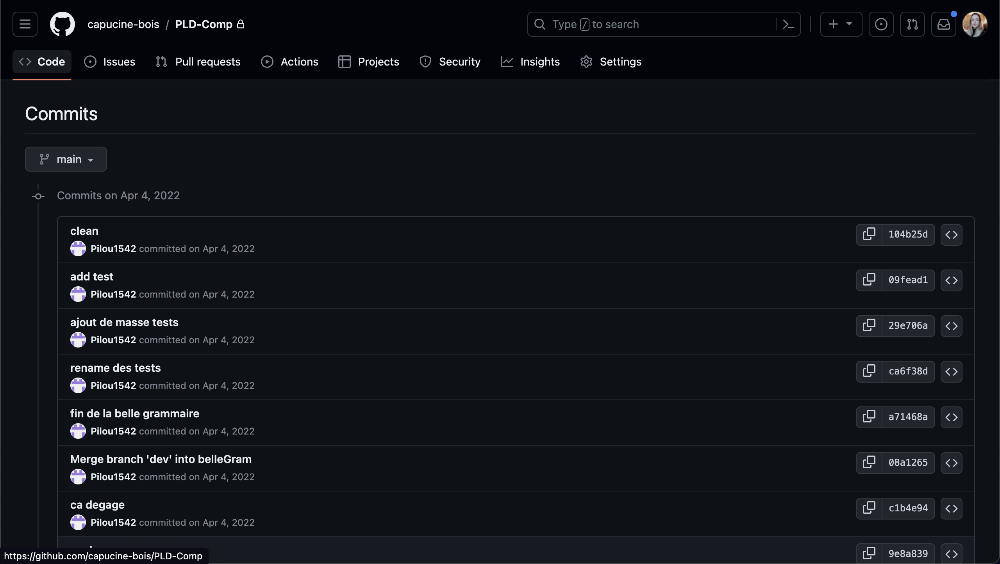 capucine-bois / PLD-Comp
Type / to search
Code
Issues
Pull requests
Actions
Projects
Security
Insights
Settings
Commits
main
Commits on Apr 4, 2022
clean
104b25d
Pilou1542 committed on Apr 4, 2022
add test
09fead1
Pilou1542 committed on Apr 4, 2022
ajout de masse tests
29e706a
Pilou1542 committed on Apr 4, 2022
rename des tests
ca6f38d
Pilou1542 committed on Apr 4, 2022
fin de la belle grammaire
a71468a
Pilou1542 committed on Apr 4, 2022
Merge branch 'dev' into belleGram
08a1265
Pilou1542 committed on Apr 4, 2022
ca degage
c1b4e94
Pilou1542 committed on Apr 4, 2022
9e8a839
https://github.com/capucine-bois/PLD-Comp